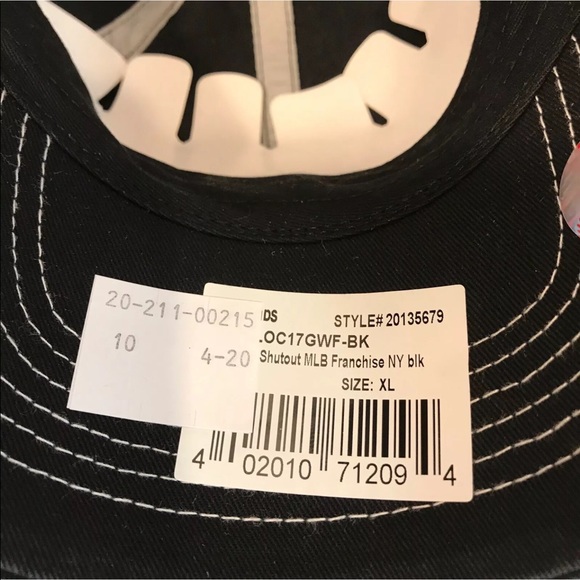 20-211-00215
10 4-20
DS STYLE# 20135679
LOC17GWF-BK
Shutout MLB Franchise NY blk
SIZE: XL
4 02010 71209 4